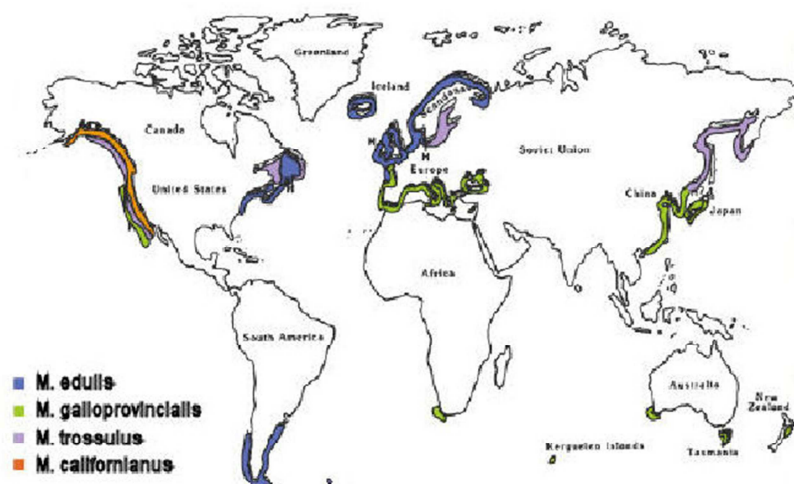 Greenland
Iceland
Scandanavia
Canada
H
H
Soviet Union
Europe
United States
H
China
Japan
Africa
South America
M. edulis
M. galloprovincialis
M. trossulus
M. californianus
Australia
New
Zealand
Kerguelen Islands
Tasmania